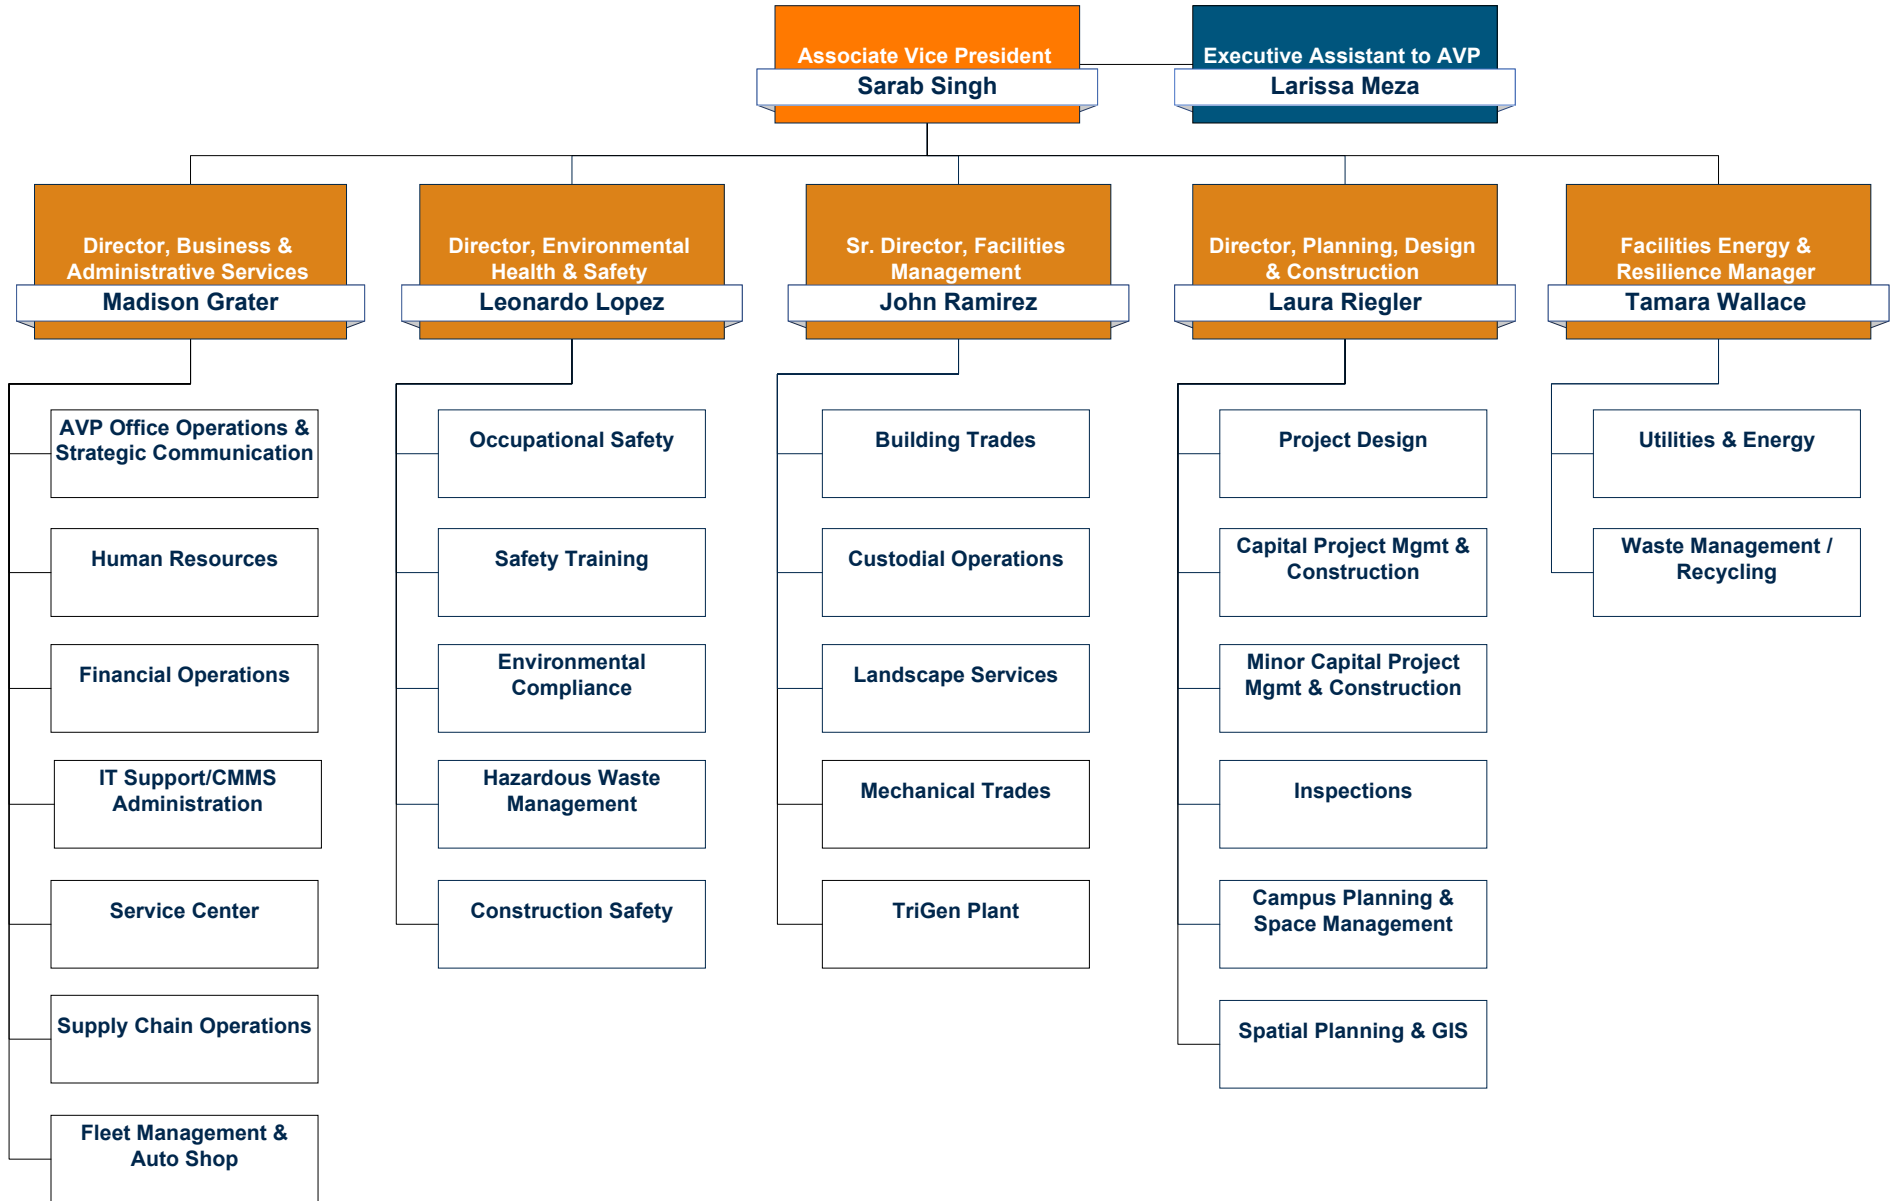 Associate Vice President
Sarab Singh
Executive Assistant to AVP
Larissa Meza
Director, Business &
Administrative Services
Madison Grater
Director, Environmental
Health & Safety
Leonardo Lopez
Sr. Director, Facilities
Management
John Ramirez
Director, Planning, Design
& Construction
Laura Riegler
Facilities Energy &
Resilience Manager
Tamara Wallace
AVP Office Operations &
Strategic Communication
Human Resources
Financial Operations
IT Support/CMMS
Administration
Service Center
Supply Chain Operations
Fleet Management &
Auto Shop
Occupational Safety
Safety Training
Environmental
Compliance
Hazardous Waste
Management
Construction Safety
Building Trades
Custodial Operations
Landscape Services
Mechanical Trades
TriGen Plant
Project Design
Capital Project Mgmt &
Construction
Minor Capital Project
Mgmt & Construction
Inspections
Campus Planning &
Space Management
Spatial Planning & GIS
Utilities & Energy
Waste Management /
Recycling